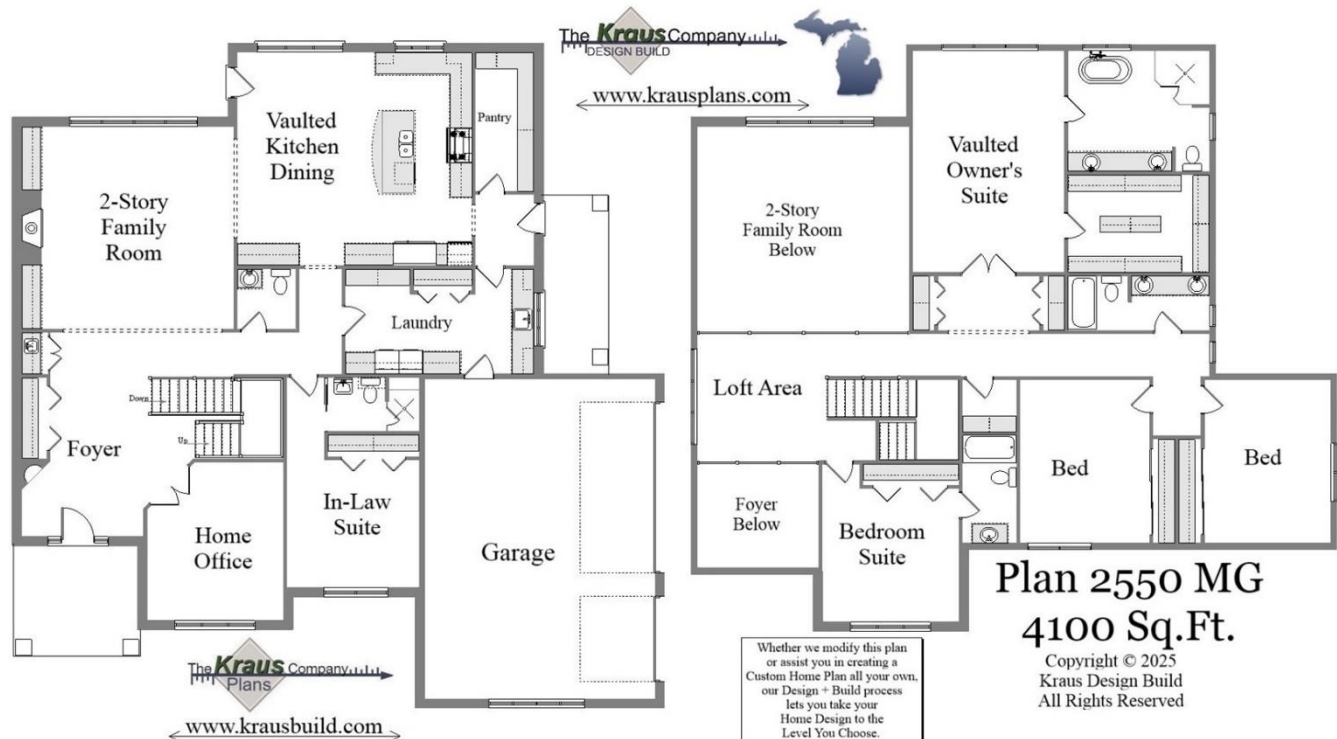 The Kraus Company
DESIGN BUILD
www.krausplans.com
Vaulted
Kitchen
Dining
Pantry
2-Story
Family
Room
Laundry
Down
Up
Foyer
In-Law
Suite
Home
Office
Garage
The Kraus Company
Plans
www.krausbuild.com
Vaulted
Owner's
Suite
2-Story
Family Room
Below
Loft Area
Foyer
Below
Bedroom
Suite
Bed
Bed
Plan 2550 MG
4100 Sq.Ft.
Copyright © 2025
Kraus Design Build
All Rights Reserved
Whether we modify this plan
or assist you in creating a
Custom Home Plan all your own,
our Design + Build process
lets you take your
Home Design to the
Level You Choose.